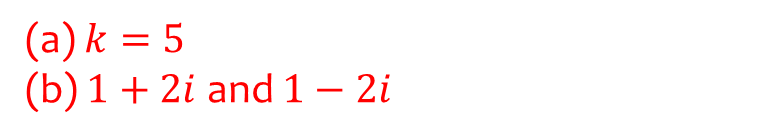 (a) k = 5
(b) 1 + 2i and 1 − 2i